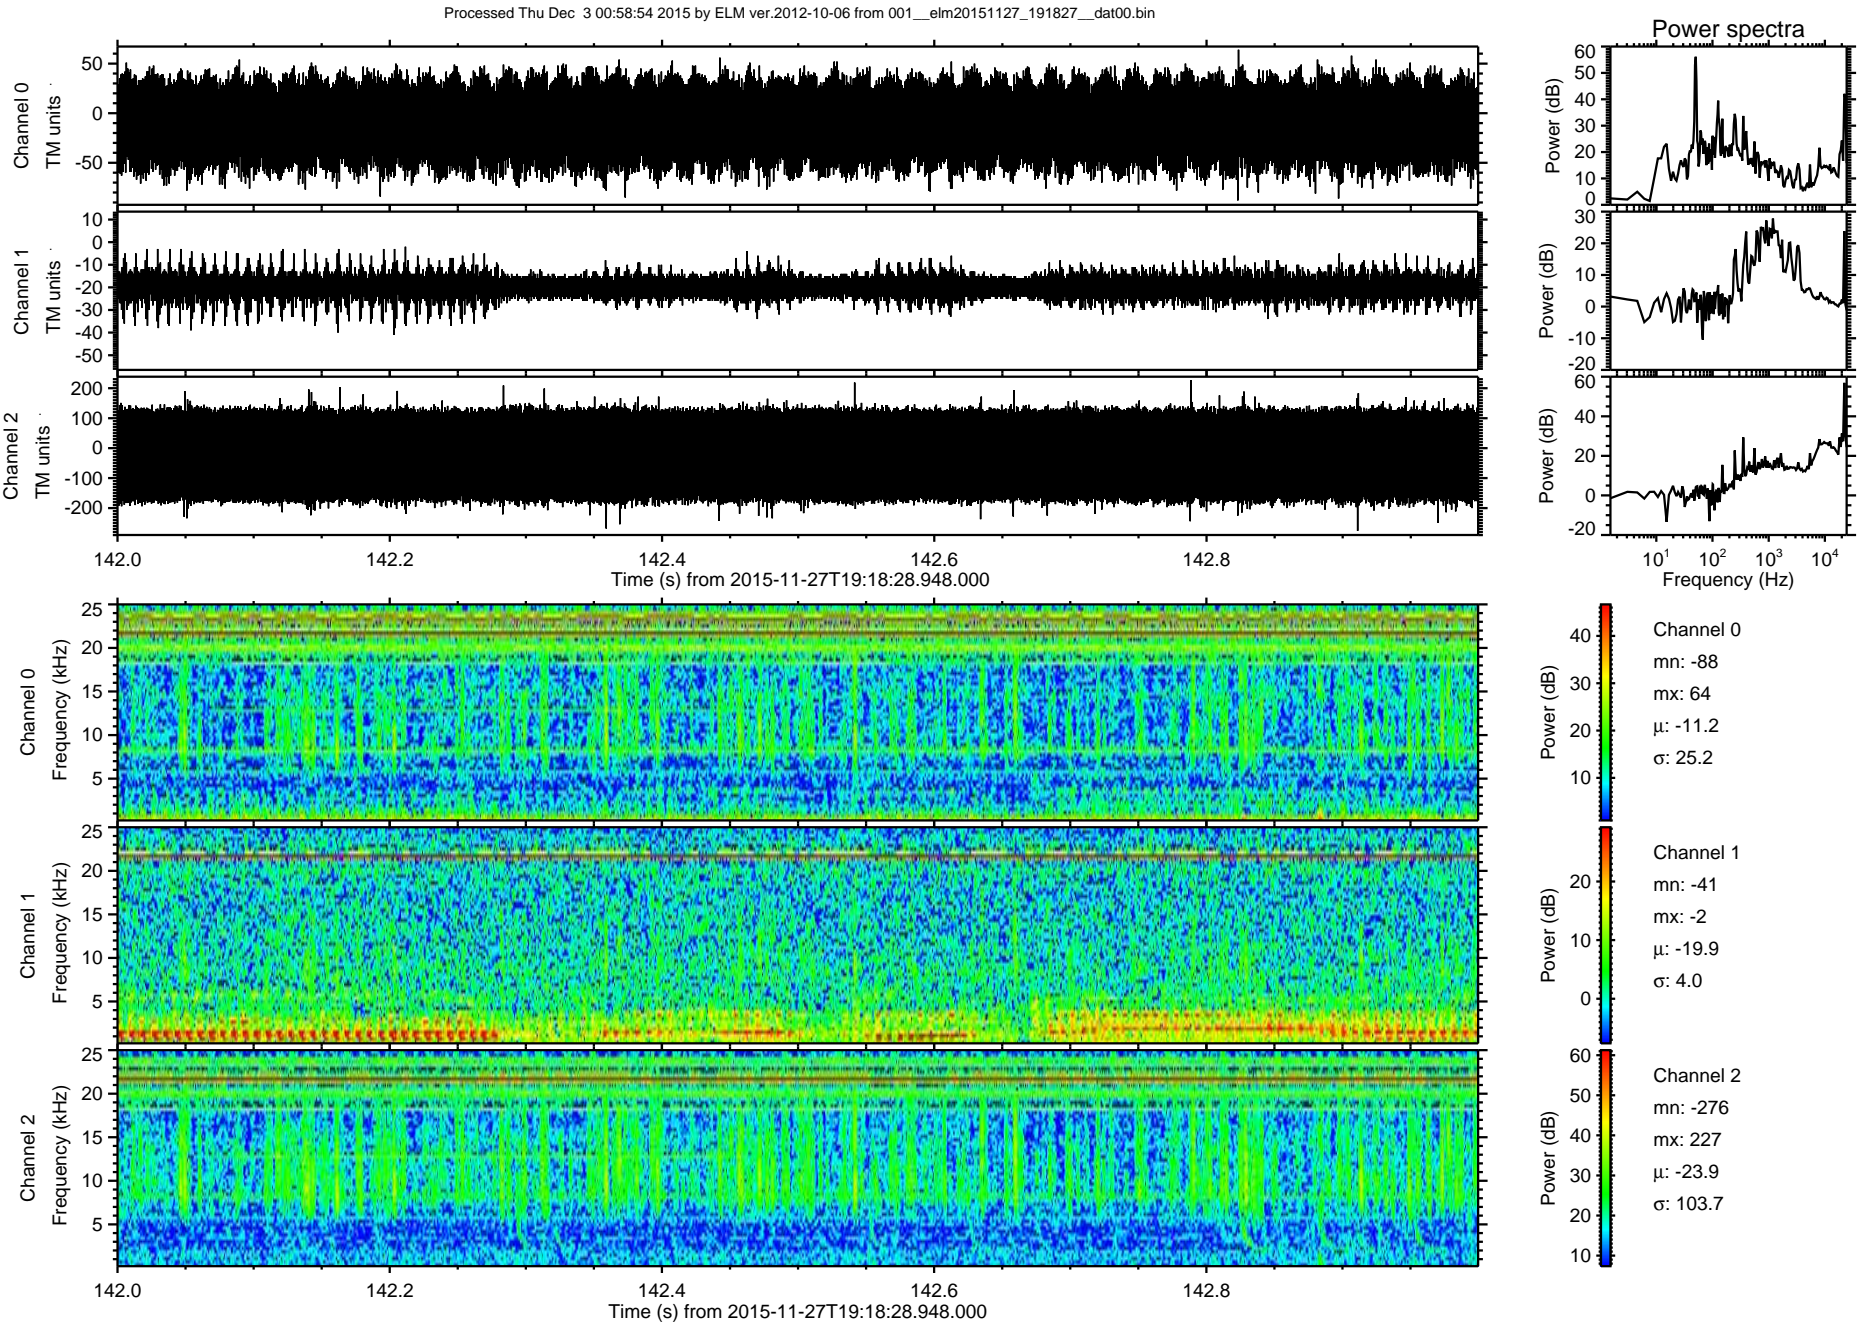 Processed Thu Dec  3 00:58:54 2015 by ELM ver.2012-10-06 from 001__elm20151127_191827__dat00.bin
Power spectra
Channel 0
TM units
50
0
-50
Power (dB)
60
50
40
30
20
10
0
Channel 1
TM units
10
0
-10
-20
-30
-40
-50
Power (dB)
30
20
10
0
-10
-20
Channel 2
TM units
200
100
0
-100
-200
Power (dB)
60
40
20
0
-20
142.0 142.2 142.4 142.6 142.8
Time (s) from 2015-11-27T19:18:28.948.000
10¹ 10² 10³ 10⁴
Frequency (Hz)
Channel 0
Frequency (kHz)
25
20
15
10
5
Power (dB)
40
30
20
10
Channel 0
mn: -88
mx: 64
µ: -11.2
σ: 25.2
Channel 1
Frequency (kHz)
25
20
15
10
5
Power (dB)
20
10
0
Channel 1
mn: -41
mx: -2
µ: -19.9
σ: 4.0
Channel 2
Frequency (kHz)
25
20
15
10
5
Power (dB)
60
50
40
30
20
10
Channel 2
mn: -276
mx: 227
µ: -23.9
σ: 103.7
142.0 142.2 142.4 142.6 142.8
Time (s) from 2015-11-27T19:18:28.948.000